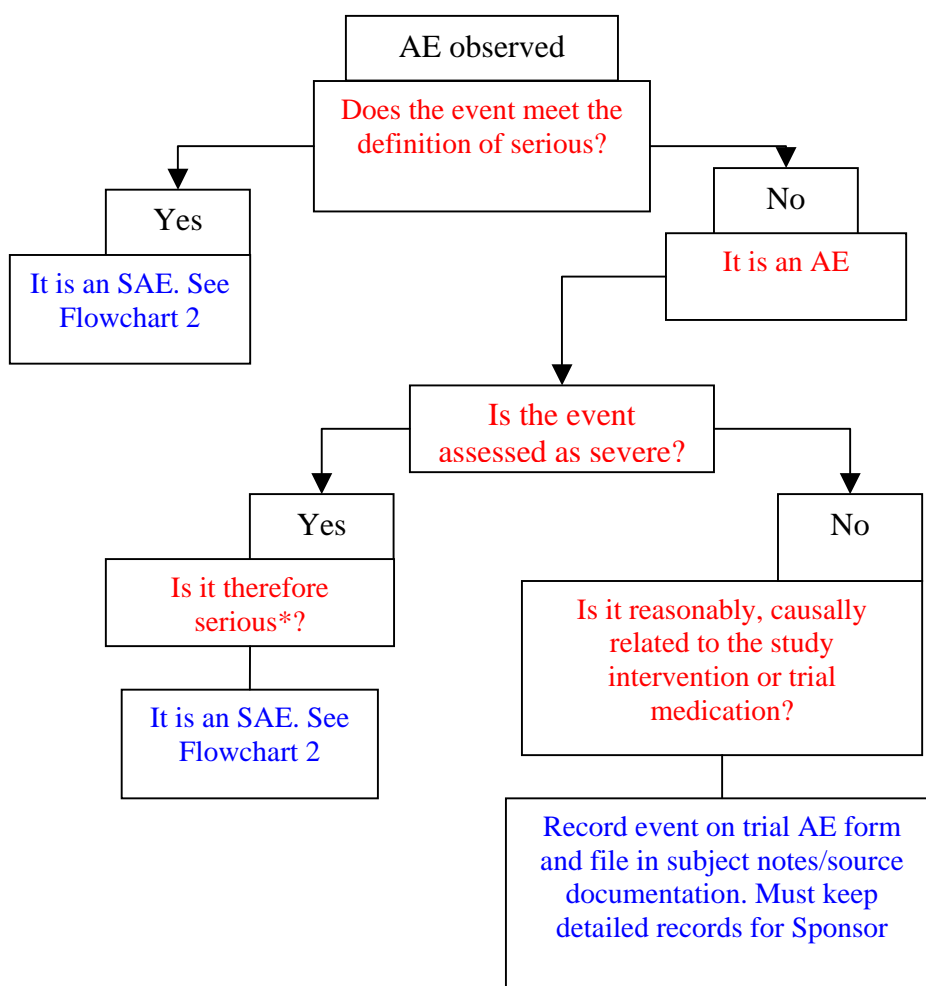 AE observed
Does the event meet the
definition of serious?
Yes
No
It is an SAE. See
Flowchart 2
It is an AE
Is the event
assessed as severe?
Yes
No
Is it therefore
serious*?
Is it reasonably, causally
related to the study
intervention or trial
medication?
It is an SAE. See
Flowchart 2
Record event on trial AE form
and file in subject notes/source
documentation. Must keep
detailed records for Sponsor